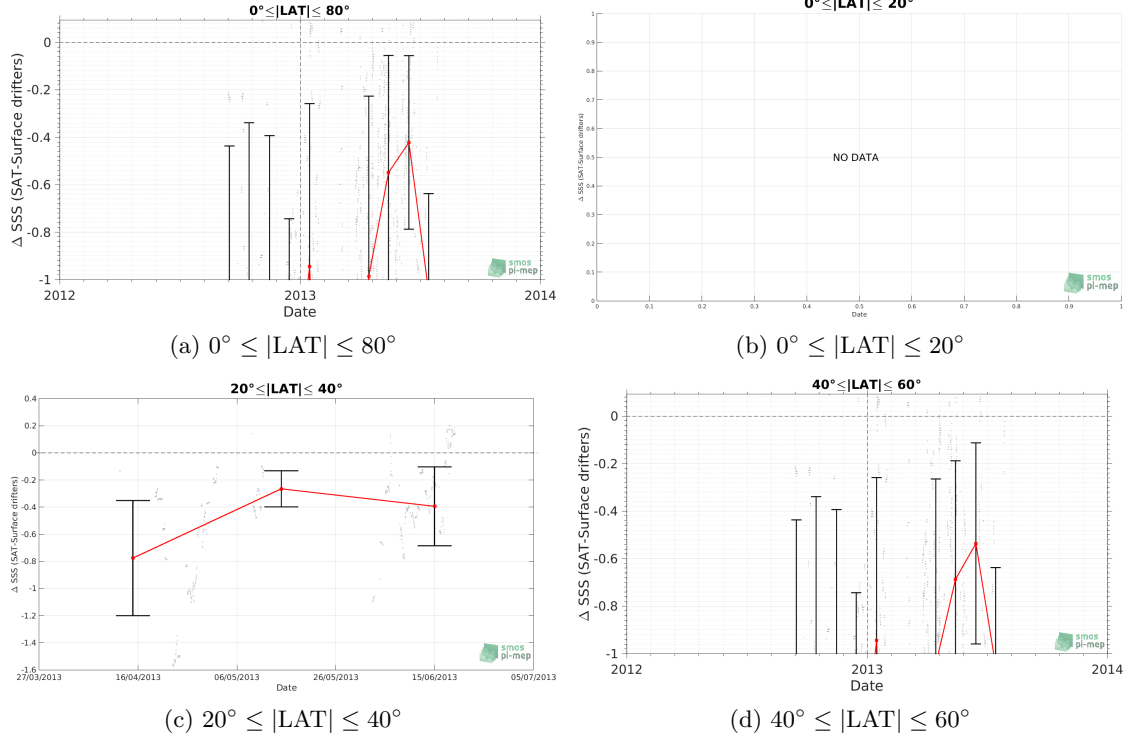 0°≤|LAT|≤ 80°
Δ SSS (SAT-Surface drifters)
0
-0.2
-0.4
-0.6
-0.8
-1
2012
2013
2014
Date
smos
pi-mep
(a) 0° ≤ |LAT| ≤ 80°
0°≤|LAT|≤ 20°
Δ SSS (SAT-Surface drifters)
1
0.9
0.8
0.7
0.6
0.5
0.4
0.3
0.2
0.1
0
NO DATA
0
0.1
0.2
0.3
0.4
0.5
0.6
0.7
0.8
0.9
1
Date
smos
pi-mep
(b) 0° ≤ |LAT| ≤ 20°
20°≤|LAT|≤ 40°
Δ SSS (SAT-Surface drifters)
0.4
0.2
0
-0.2
-0.4
-0.6
-0.8
-1
-1.2
-1.4
-1.6
27/03/2013
16/04/2013
06/05/2013
26/05/2013
15/06/2013
05/07/2013
Date
smos
pi-mep
(c) 20° ≤ |LAT| ≤ 40°
40°≤|LAT|≤ 60°
Δ SSS (SAT-Surface drifters)
0
-0.2
-0.4
-0.6
-0.8
-1
2012
2013
2014
Date
smos
pi-mep
(d) 40° ≤ |LAT| ≤ 60°